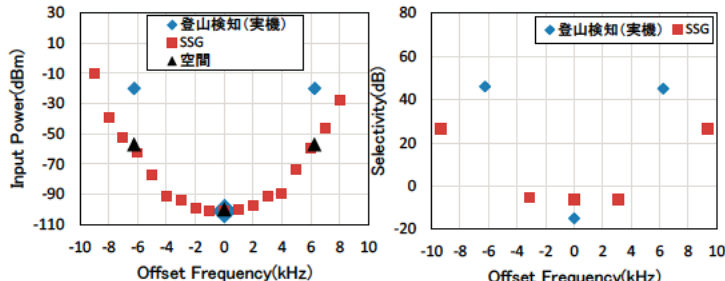 30
10
-10
-30
-50
-70
-90
-110
Input Power(dBm)
登山検知(実機)
SSG
空間
-10 -8 -6 -4 -2 0 2 4 6 8 10
Offset Frequency(kHz)
80
60
40
20
0
-20
Selectivity(dB)
登山検知(実機) SSG
-10 -8 -6 -4 -2 0 2 4 6 8 10
Offset Frequency(kHz)